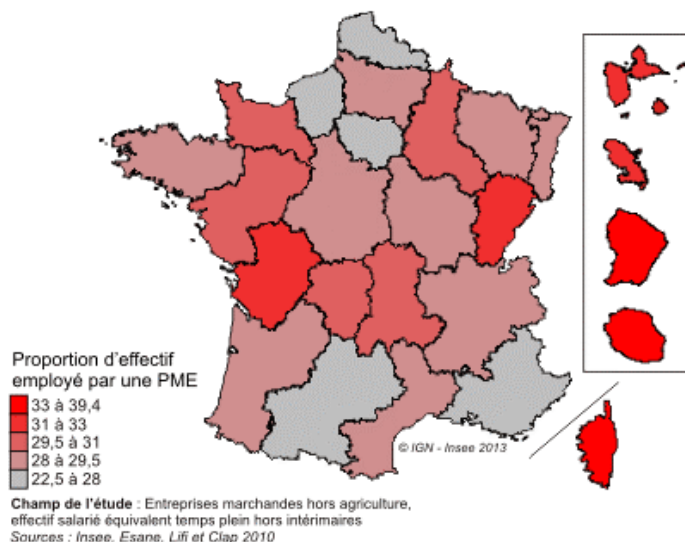 Proportion d'effectif
employé par une PME
33 à 39,4
31 à 33
29,5 à 31
28 à 29,5
22,5 à 28
© IGN - Insee 2013
Champ de l'étude : Entreprises marchandes hors agriculture,
effectif salarié équivalent temps plein hors intérimaires
Sources : Insee, Esane, Lifi et Clap 2010